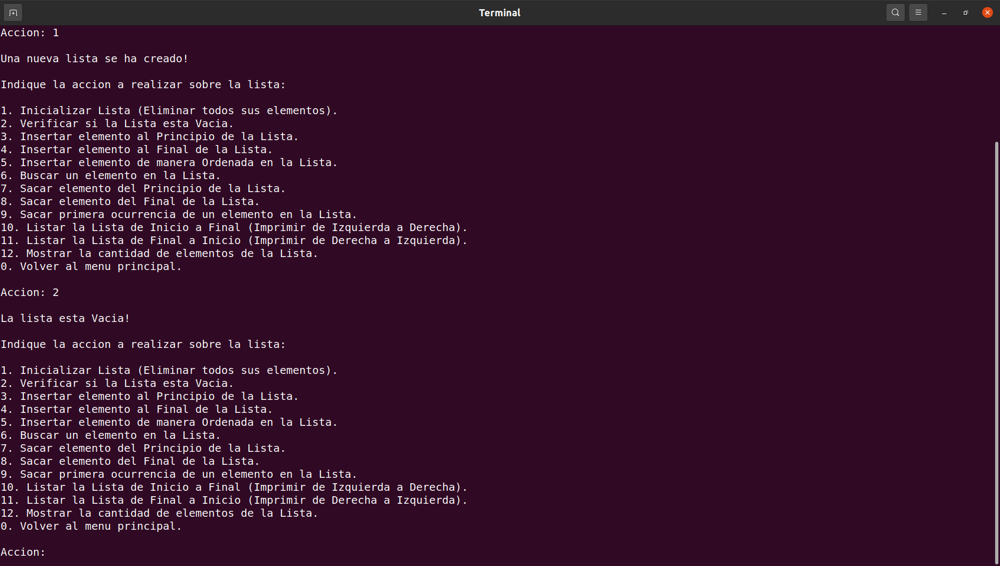 Terminal
Accion: 1
Una nueva lista se ha creado!
Indique la accion a realizar sobre la lista:
1. Inicializar Lista (Eliminar todos sus elementos).
2. Verificar si la Lista esta Vacia.
3. Insertar elemento al Principio de la Lista.
4. Insertar elemento al Final de la Lista.
5. Insertar elemento de manera Ordenada en la Lista.
6. Buscar un elemento en la Lista.
7. Sacar elemento del Principio de la Lista.
8. Sacar elemento del Final de la Lista.
9. Sacar primera ocurrencia de un elemento en la Lista.
10. Listar la Lista de Inicio a Final (Imprimir de Izquierda a Derecha).
11. Listar la Lista de Final a Inicio (Imprimir de Derecha a Izquierda).
12. Mostrar la cantidad de elementos de la Lista.
0. Volver al menu principal.
Accion: 2
La lista esta Vacia!
Indique la accion a realizar sobre la lista:
1. Inicializar Lista (Eliminar todos sus elementos).
2. Verificar si la Lista esta Vacia.
3. Insertar elemento al Principio de la Lista.
4. Insertar elemento al Final de la Lista.
5. Insertar elemento de manera Ordenada en la Lista.
6. Buscar un elemento en la Lista.
7. Sacar elemento del Principio de la Lista.
8. Sacar elemento del Final de la Lista.
9. Sacar primera ocurrencia de un elemento en la Lista.
10. Listar la Lista de Inicio a Final (Imprimir de Izquierda a Derecha).
11. Listar la Lista de Final a Inicio (Imprimir de Derecha a Izquierda).
12. Mostrar la cantidad de elementos de la Lista.
0. Volver al menu principal.
Accion: